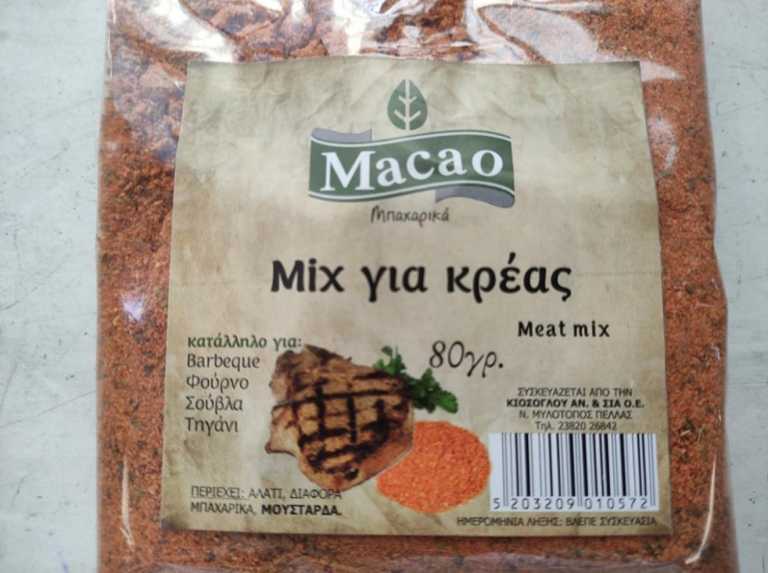 Macao
Μπαχαρικά
Mix για κρέας
Meat mix
80γρ.
κατάλληλο για:
Barbeque
Φούρνο
Σούβλα
Τηγάνι
ΣΥΣΚΕΥΑΖΕΤΑΙ ΑΠΟ ΤΗΝ
ΚΙΟΣΟΓΛΟΥ ΑΝ. & ΣΙΑ Ο.Ε.
Ν. ΜΥΛΟΤΟΠΟΣ ΠΕΛΛΑΣ
Τηλ. 23820 26842
ΠΕΡΙΕΧΕΙ: ΑΛΑΤΙ, ΔΙΑΦΟΡΑ
ΜΠΑΧΑΡΙΚΑ, ΜΟΥΣΤΑΡΔΑ.
5 203209 010572
ΗΜΕΡΟΜΗΝΙΑ ΛΗΞΗΣ: ΒΛΕΠΕ ΣΥΣΚΕΥΑΣΙΑ